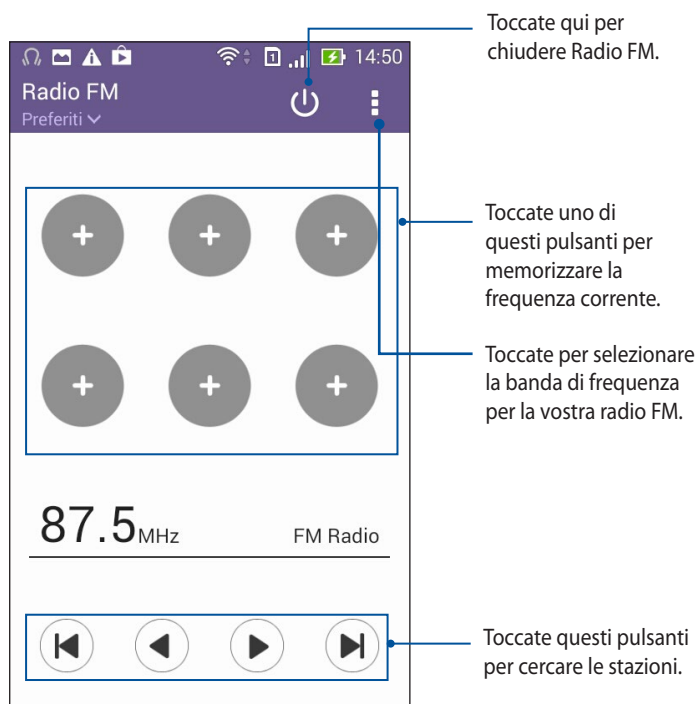 Toccate qui per
chiudere Radio FM.
1
14:50
Radio FM
Preferiti
Toccate uno di
questi pulsanti per
memorizzare la
frequenza corrente.
Toccate per selezionare
la banda di frequenza
per la vostra radio FM.
87.5MHz
FM Radio
Toccate questi pulsanti
per cercare le stazioni.